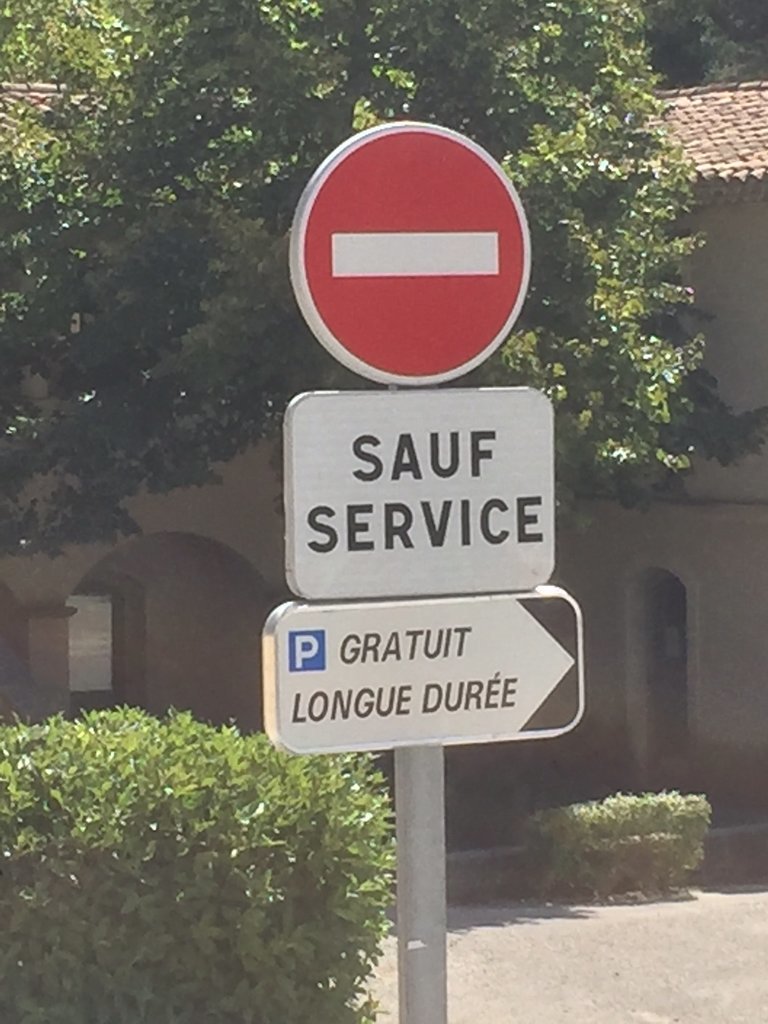 SAUF
SERVICE
P GRATUIT
LONGUE DURÉE